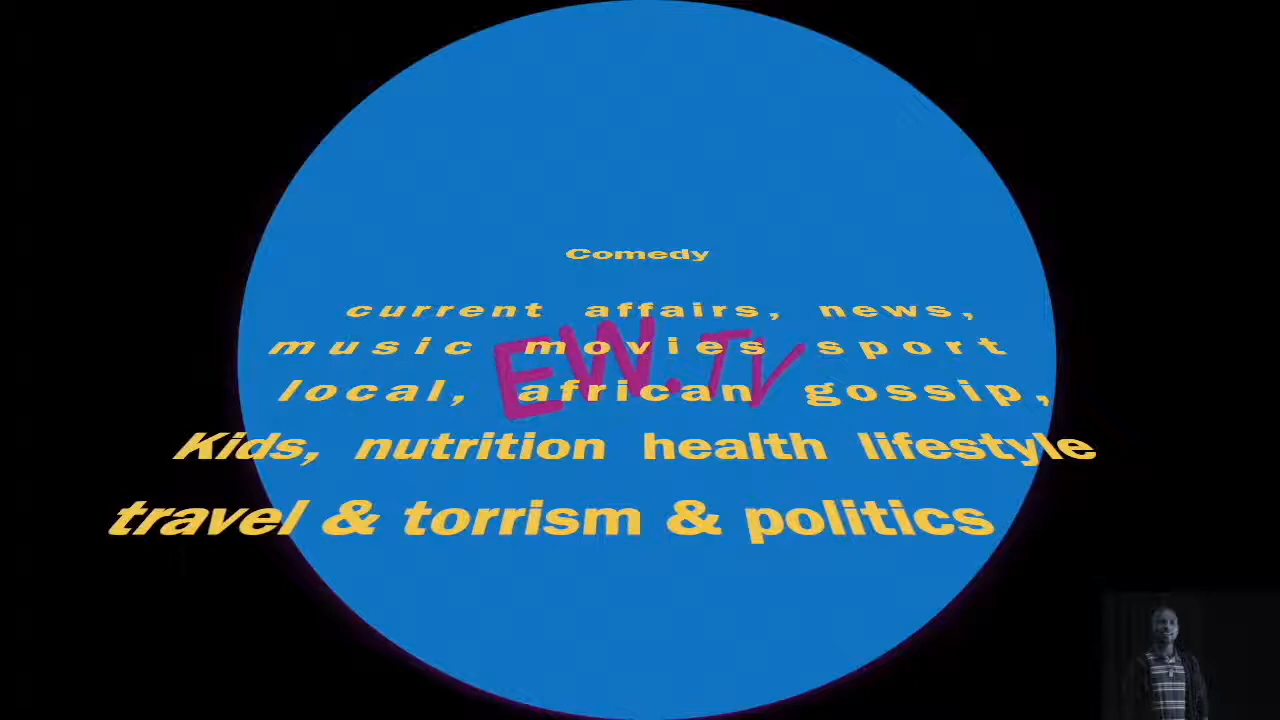 Comedy
current affairs, news,
music movies sport
EW.TV
local, african gossip,
Kids, nutrition health lifestyle
travel & torrism & politics